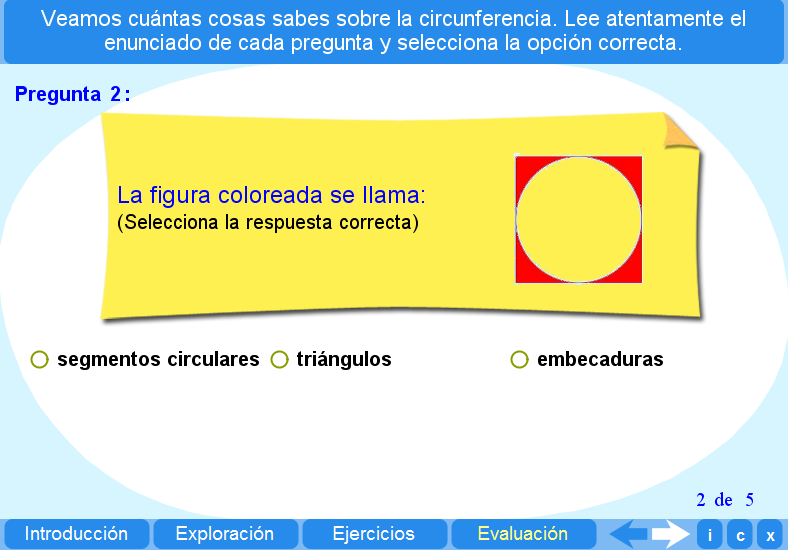 Veamos cuántas cosas sabes sobre la circunferencia. Lee atentamente el
enunciado de cada pregunta y selecciona la opción correcta.
Pregunta 2:
La figura coloreada se llama:
(Selecciona la respuesta correcta)
segmentos circulares triángulos embecaduras
2 de 5
Introducción Exploración Ejercicios Evaluación i c x